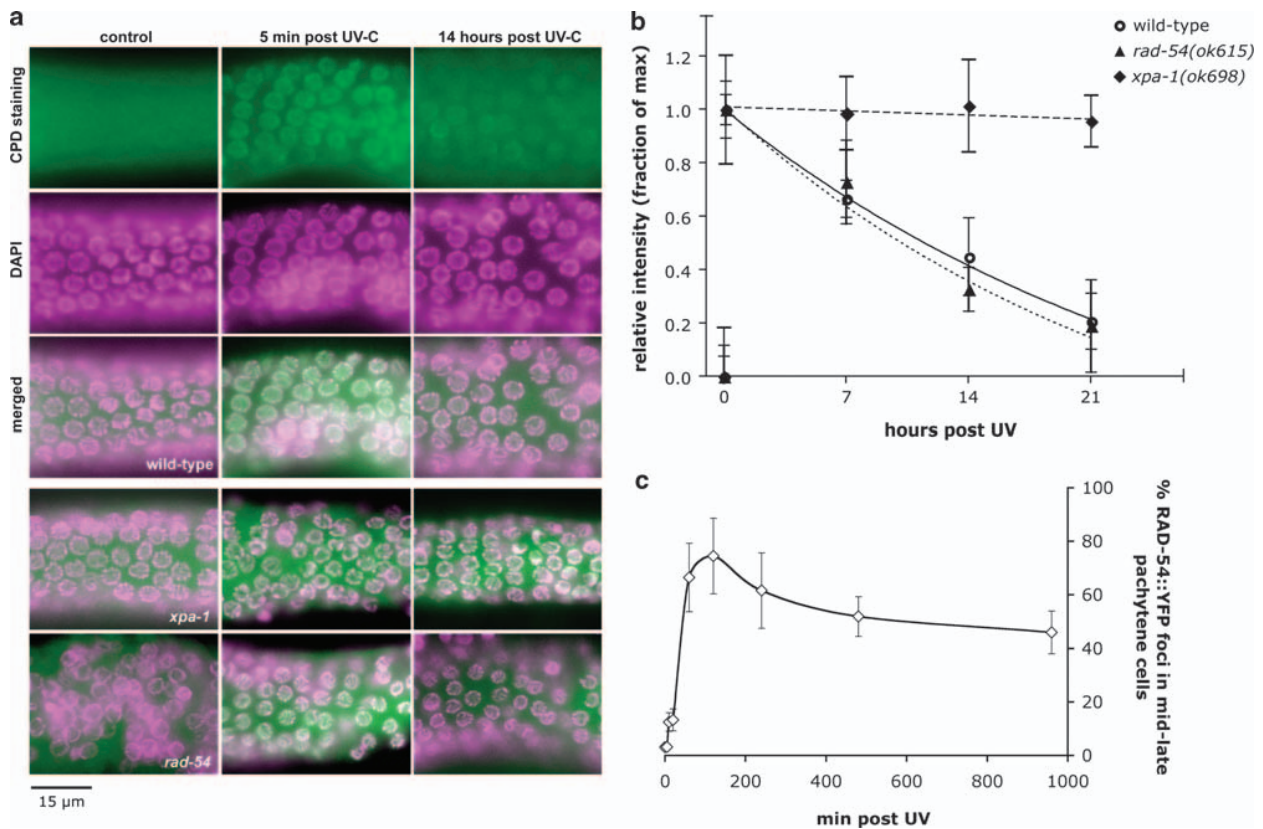 a
control
5 min post UV-C
14 hours post UV-C
CPD staining
DAPI
merged
wild-type
xpa-1
rad-54
15 µm
b
wild-type
rad-54(ok615)
xpa-1(ok698)
relative intensity (fraction of max)
1.2
1.0
0.8
0.6
0.4
0.2
0.0
0
7
14
21
hours post UV
c
% RAD-54::YFP foci in mid-late
pachytene cells
100
80
60
40
20
0
0
200
400
600
800
1000
min post UV